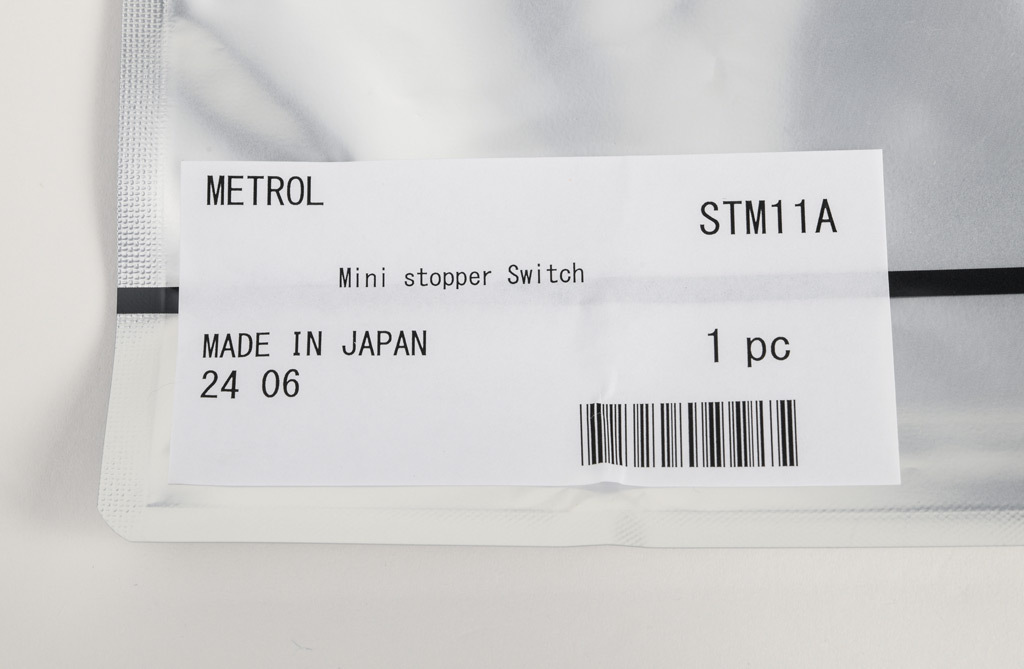 METROL
STM11A
Mini stopper Switch
MADE IN JAPAN
1 pc
24 06